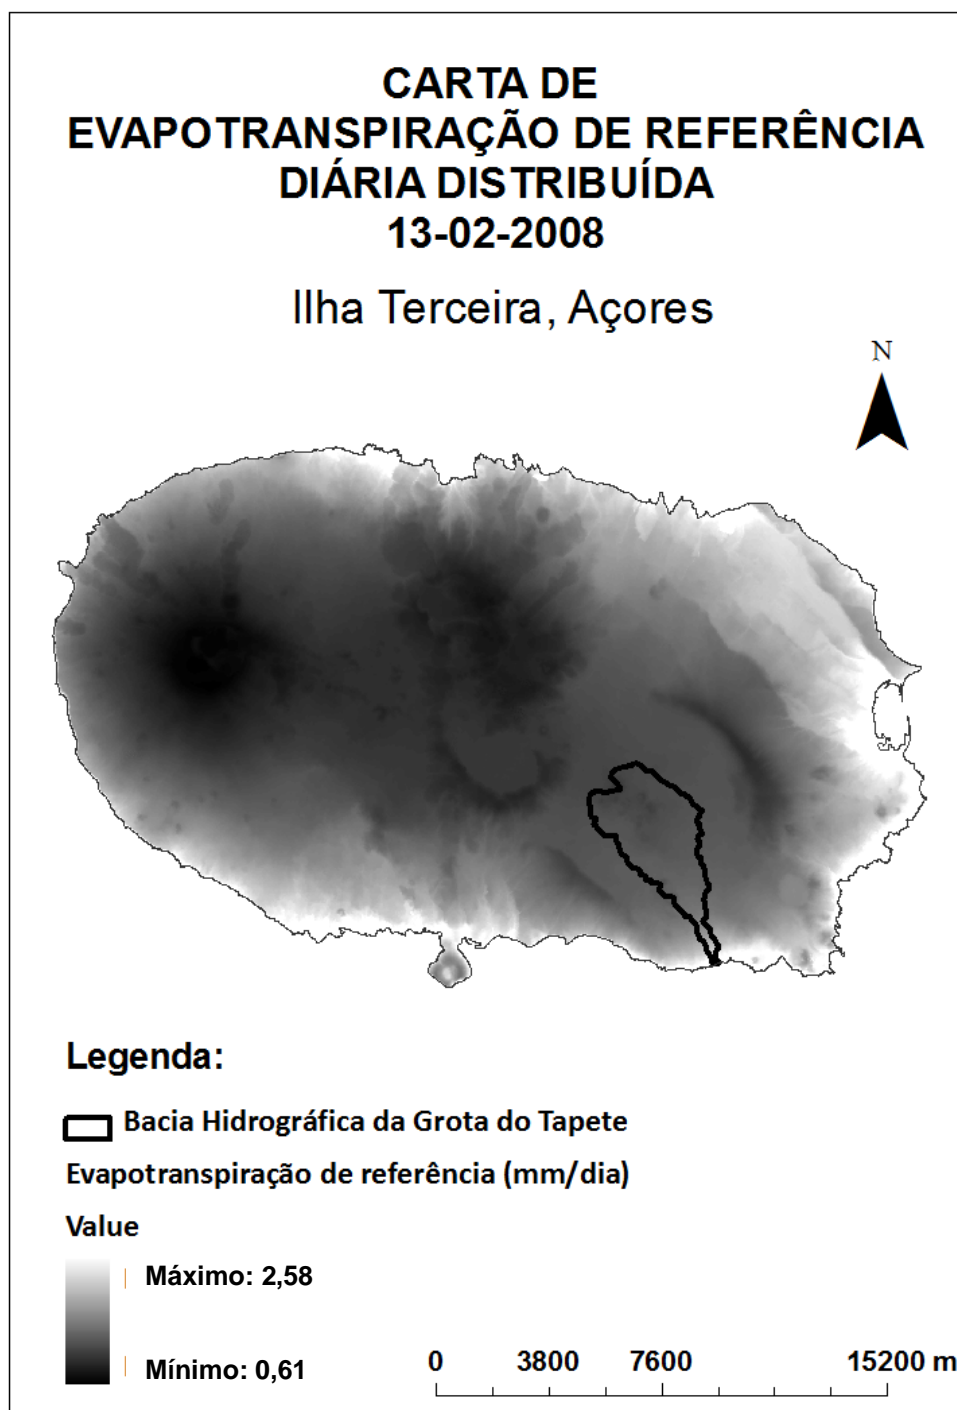 CARTA DE
EVAPOTRANSPIRAÇÃO DE REFERÊNCIA
DIÁRIA DISTRIBUÍDA
13-02-2008
Ilha Terceira, Açores
N
Legenda:
Bacia Hidrográfica da Grota do Tapete
Evapotranspiração de referência (mm/dia)
Value
Máximo: 2,58
Mínimo: 0,61
0 3800 7600 15200 m